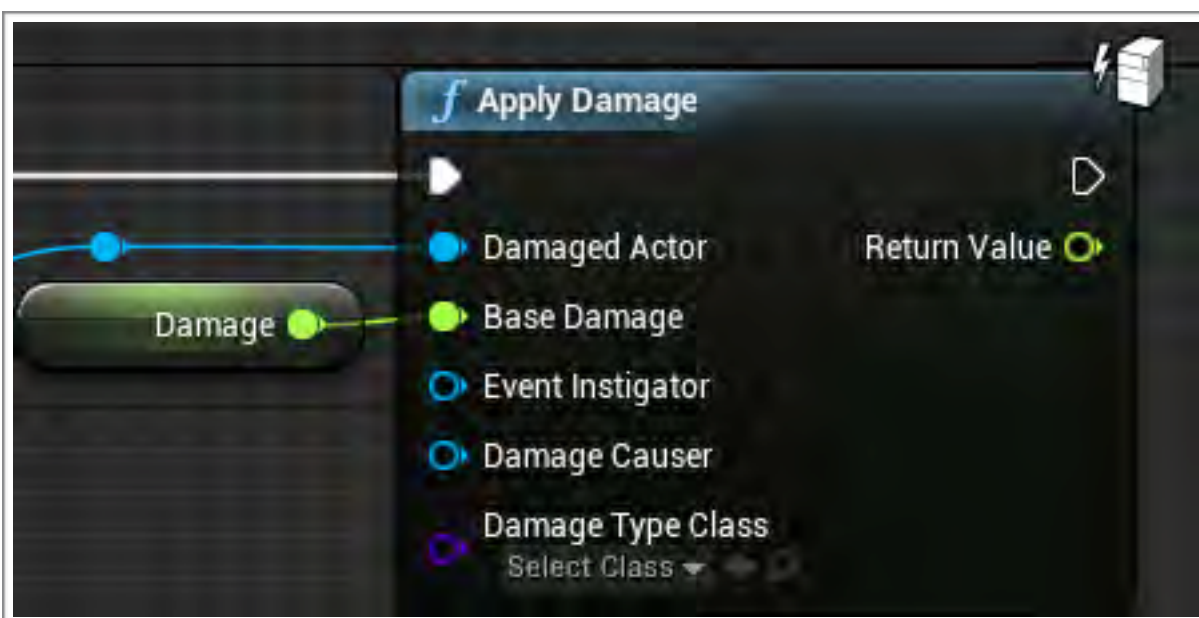 f Apply Damage
Damaged Actor Return Value
Damage Base Damage
Event Instigator
Damage Causer
Damage Type Class
Select Class